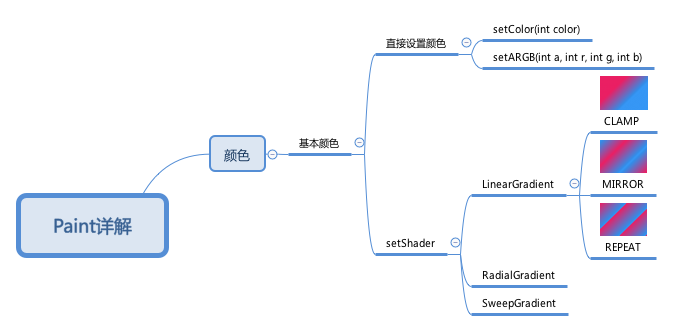 Paint详解
颜色
基本颜色
直接设置颜色
setColor(int color)
setARGB(int a, int r, int g, int b)
setShader
LinearGradient
CLAMP
MIRROR
REPEAT
RadialGradient
SweepGradient